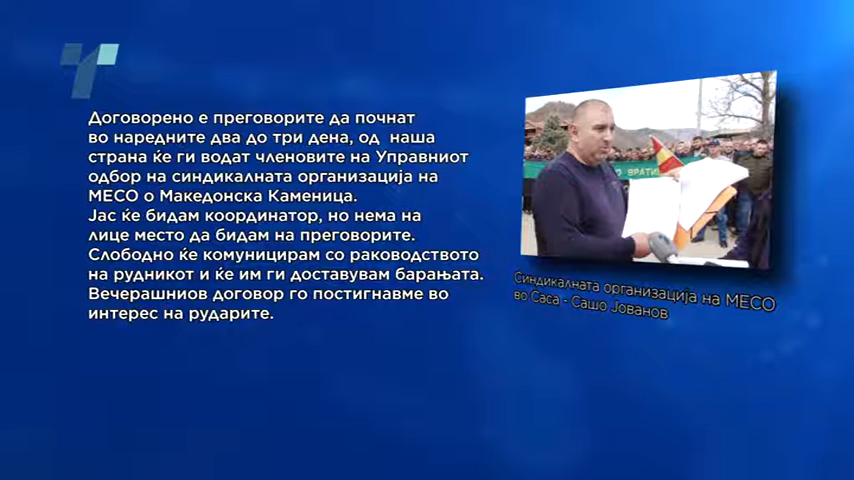 Договорено е преговорите да почнат
во наредните два до три дена, од наша
страна ќе ги водат членовите на Управниот
одбор на синдикалната организација на
МЕСО о Македонска Каменица.
Јас ќе бидам координатор, но нема на
лице место да бидам на преговорите.
Слободно ќе комуницирам со раководството
на рудникот и ќе им ги доставувам барањата.
Вечерашниов договор го постигнавме во
интерес на рударите.
О ВРАТИ
Синдикалната организација на МЕСО
во Саса - Сашо Јованов